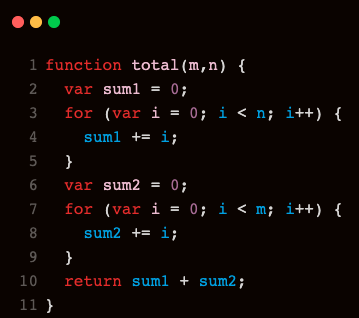 1 function total(m,n) {
2   var sum1 = 0;
3   for (var i = 0; i < n; i++) {
4     sum1 += i;
5   }
6   var sum2 = 0;
7   for (var i = 0; i < m; i++) {
8     sum2 += i;
9   }
10   return sum1 + sum2;
11 }